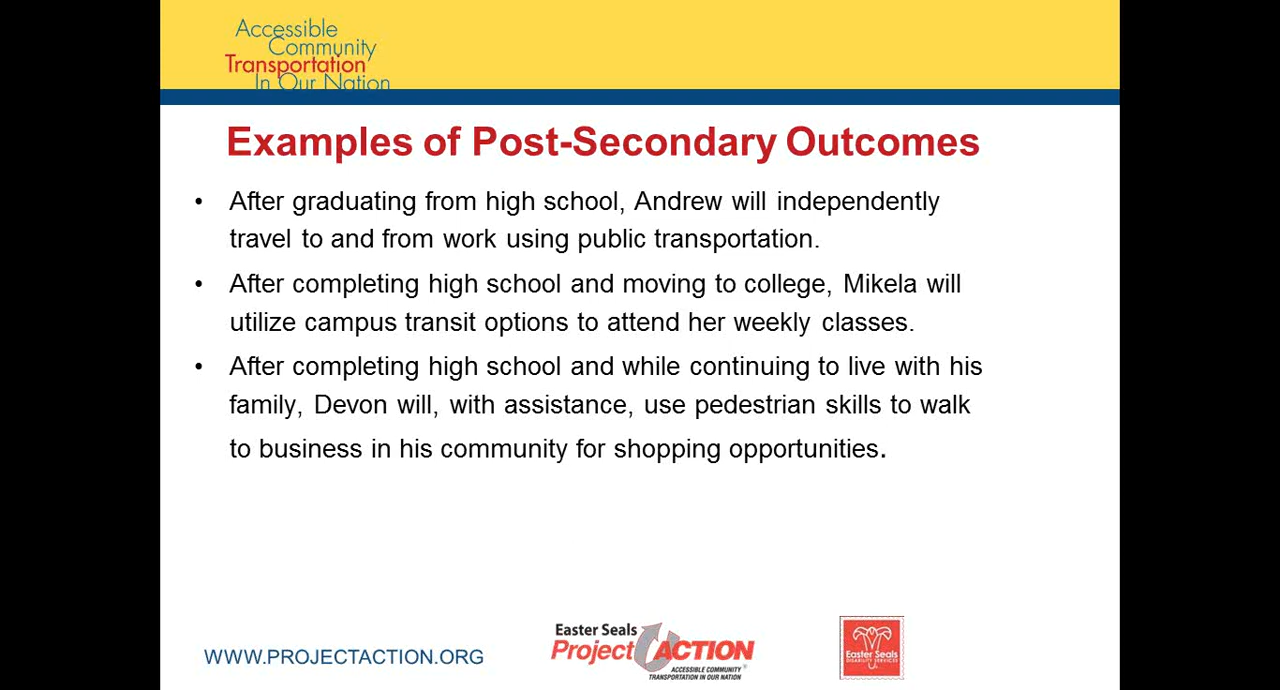 Accessible
Community
Transportation
In Our Nation
Examples of Post-Secondary Outcomes
• After graduating from high school, Andrew will independently
travel to and from work using public transportation.
• After completing high school and moving to college, Mikela will
utilize campus transit options to attend her weekly classes.
• After completing high school and while continuing to live with his
family, Devon will, with assistance, use pedestrian skills to walk
to business in his community for shopping opportunities.
WWW.PROJECTACTION.ORG
Easter Seals
Project ACTION
ACCESSIBLE COMMUNITY
TRANSPORTATION IN OUR NATION
Easter Seals
DISABILITY SERVICES